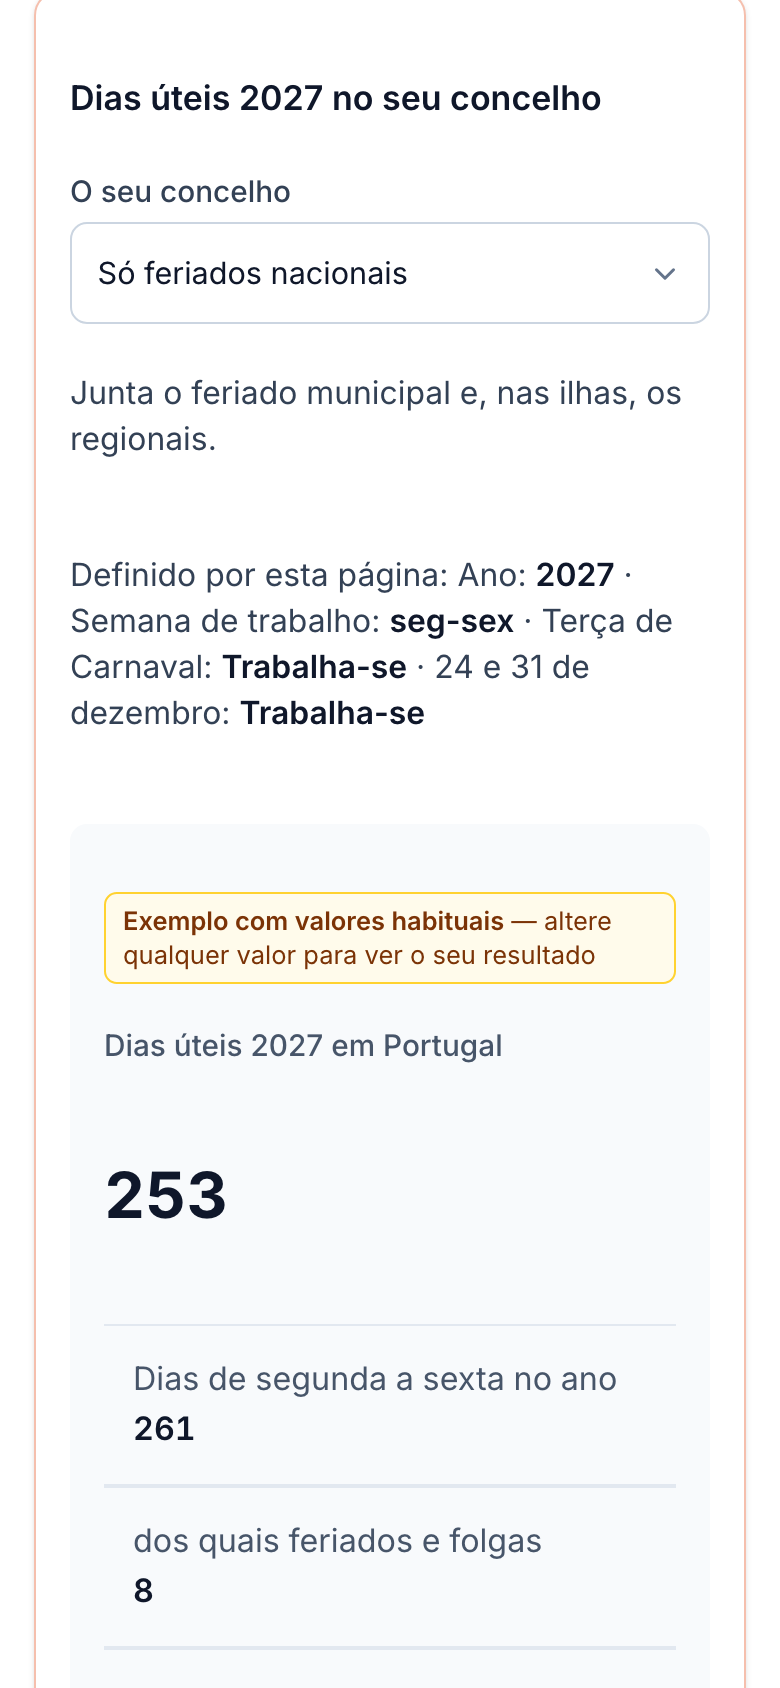 Dias úteis 2027 no seu concelho
O seu concelho
Só feriados nacionais
Junta o feriado municipal e, nas ilhas, os
regionais.
Definido por esta página: Ano: 2027 ·
Semana de trabalho: seg-sex · Terça de
Carnaval: Trabalha-se · 24 e 31 de
dezembro: Trabalha-se
Exemplo com valores habituais — altere
qualquer valor para ver o seu resultado
Dias úteis 2027 em Portugal
253
Dias de segunda a sexta no ano
261
dos quais feriados e folgas
8